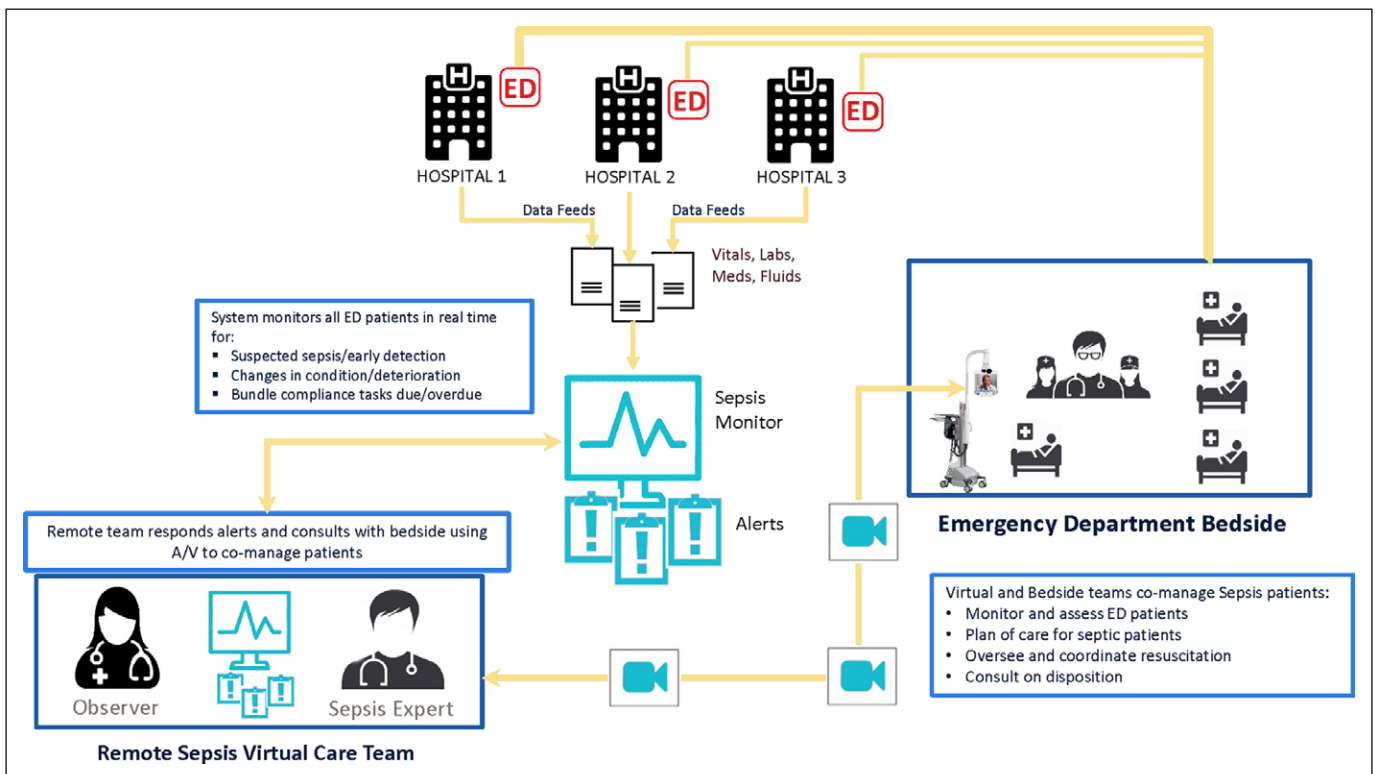 ED
ED
ED
H
H
H
HOSPITAL 1
HOSPITAL 2
HOSPITAL 3
Data Feeds
Data Feeds
Vitals, Labs,
Meds, Fluids
System monitors all ED patients in real time
for:
▪ Suspected sepsis/early detection
▪ Changes in condition/deterioration
▪ Bundle compliance tasks due/overdue
Sepsis
Monitor
Alerts
Remote team responds alerts and consults with bedside using
A/V to co-manage patients
Observer
Sepsis Expert
Remote Sepsis Virtual Care Team
Emergency Department Bedside
Virtual and Bedside teams co-manage Sepsis patients:
• Monitor and assess ED patients
• Plan of care for septic patients
• Oversee and coordinate resuscitation
• Consult on disposition